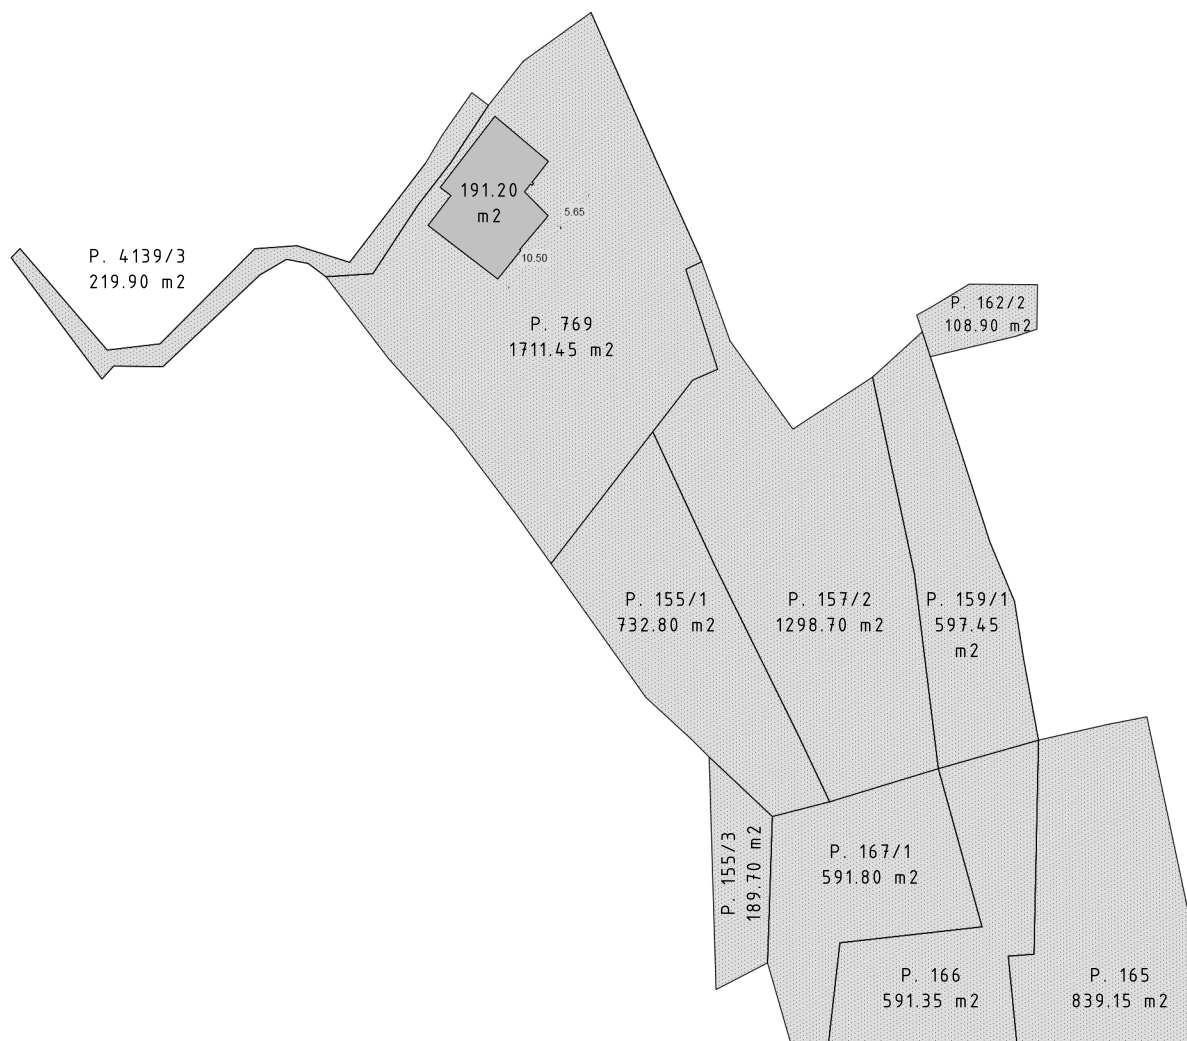 191.20
m2
5.65
10.50
P. 4139/3
219.90 m2
P. 769
1711.45 m2
P. 162/2
108.90 m2
P. 155/1
732.80 m2
P. 157/2
1298.70 m2
P. 159/1
597.45
m2
P. 155/3
189.70 m2
P. 167/1
591.80 m2
P. 166
591.35 m2
P. 165
839.15 m2